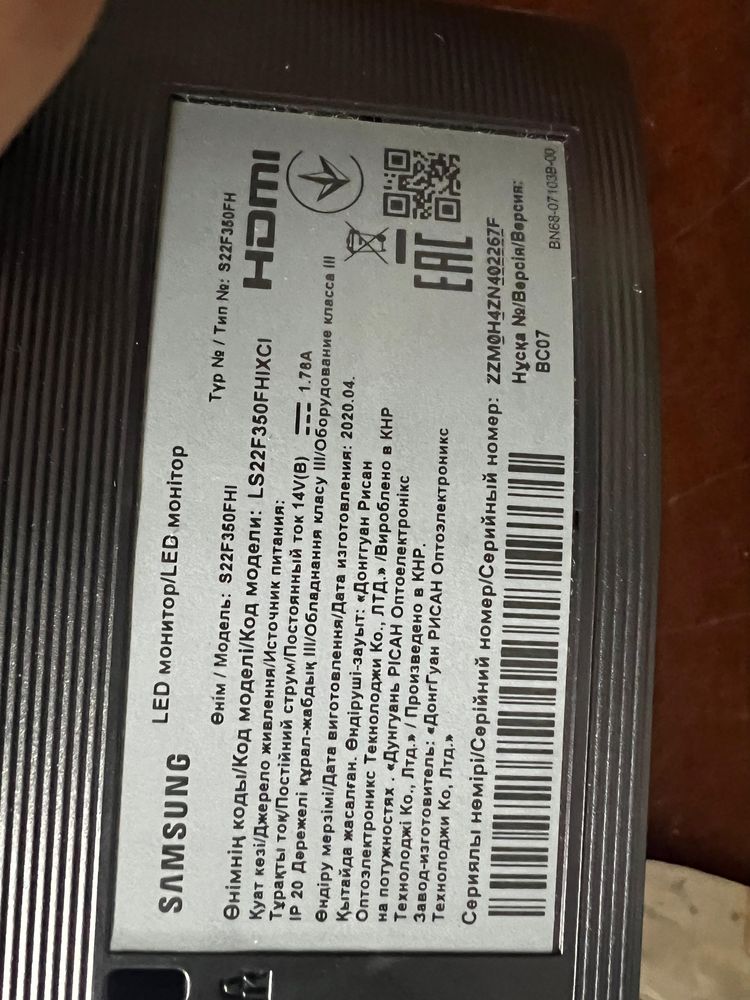 SAMSUNG
LED монитор/LED монітор
Өнім / Модель: S22F350FHI
Түр № / Тип №: S22F350FH
Өнімнің коды/Код моделі/Код модели: LS22F350FHIXCI
Қуат көзі/Джерело живлення/Источник питания:
Тұрақты ток/Постійний струм/Постоянный ток 14V(B) 1.78A
IP 20 Дережелі құрал-жабдық III/Обладнання класу III/Оборудование класса III
Өндіру мерзімі/Дата виготовлення/Дата изготовления: 2020.04.
Қытайда жасалған. Өндіруші-зауыт: «Донггуан Рисан
Оптоэлектроникс Текнолоджи Ко., ЛТД.» /Вироблено в КНР
на потужностях, «Дунгуань РІСАН Оптоелектронікс
Технолоджі Ко., Лтд.» / Произведено в КНР.
Завод-изготовитель: «ДонгГуан РИСАН Оптоэлектроникс
Технолоджи Ко, Лтд.»
Сериялы нөмірі/Серійний номер/Серийный номер: ZZM0H4ZN402267F
Нұсқа №/Версія/Версия:
BC07
HDMI
EAC
BN68-07103B-00